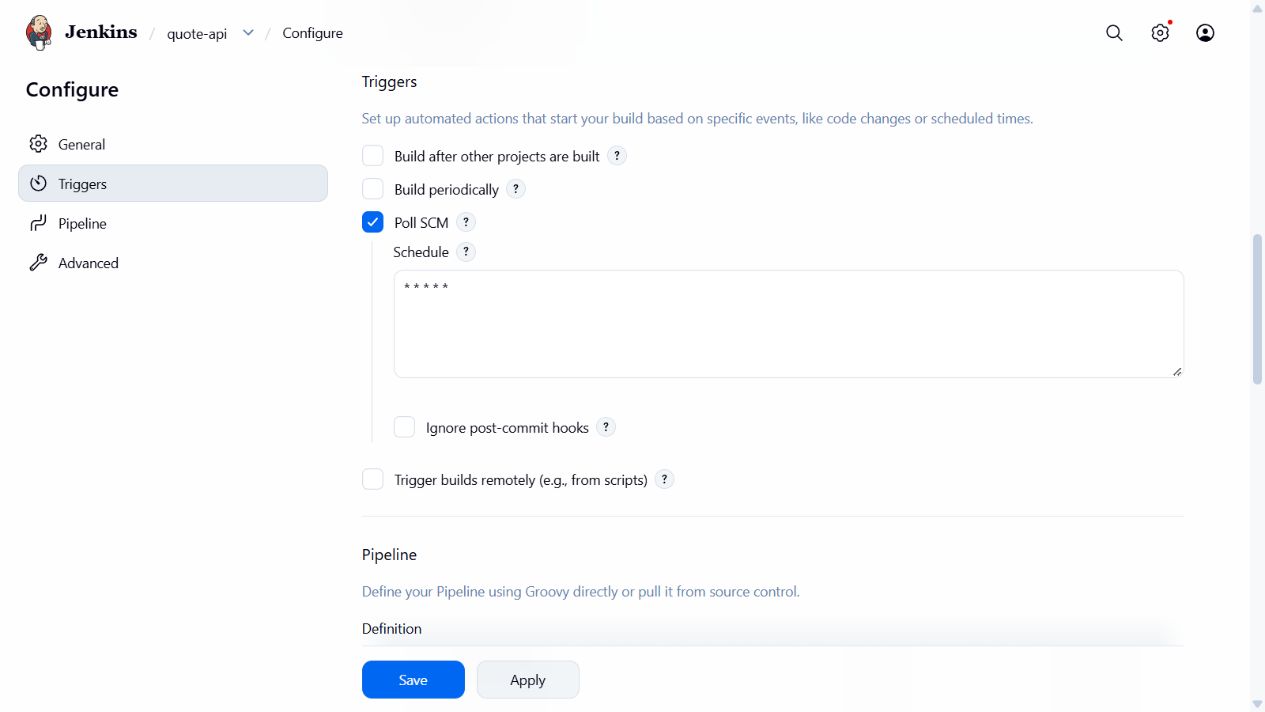 Jenkins / quote-api / Configure
Configure
General
Triggers
Pipeline
Advanced
Triggers
Set up automated actions that start your build based on specific events, like code changes or scheduled times.
Build after other projects are built ?
Build periodically ?
Poll SCM ?
Schedule ?
* * * * *
Ignore post-commit hooks ?
Trigger builds remotely (e.g., from scripts) ?
Pipeline
Define your Pipeline using Groovy directly or pull it from source control.
Definition
Save
Apply